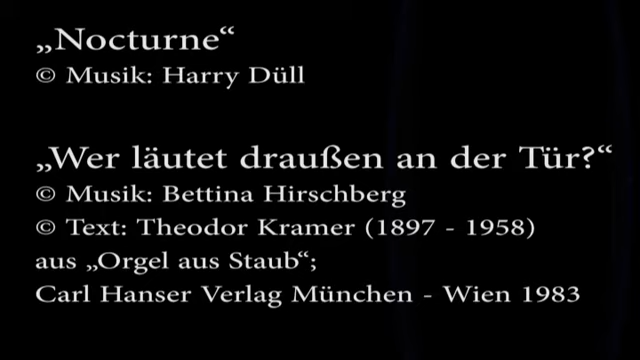 „Nocturne“
© Musik: Harry Düll
„Wer läutet draußen an der Tür?“
© Musik: Bettina Hirschberg
© Text: Theodor Kramer (1897 - 1958)
aus „Orgel aus Staub“;
Carl Hanser Verlag München - Wien 1983